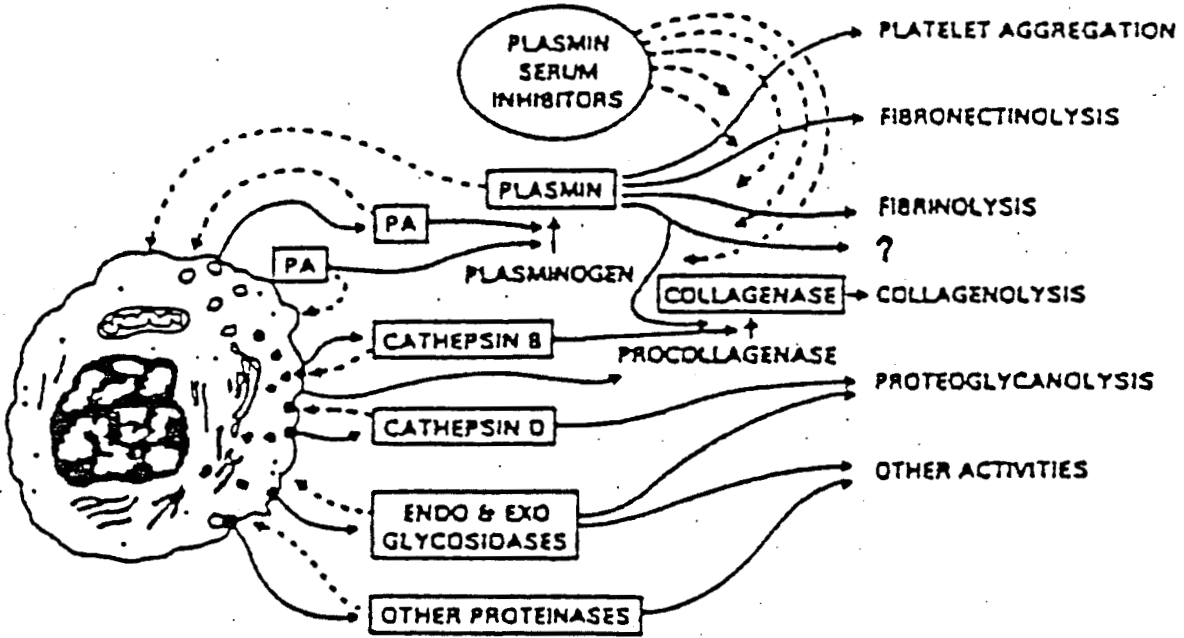 PLASMIN
SERUM
INHIBITORS
PLATELET AGGREGATION
FIBRONECTINOLYSIS
PLASMIN
FIBRINOLYSIS
PA
?
PA
PLASMINOGEN
COLLAGENASE
COLLAGENOLYSIS
CATHEPSIN B
PROCOLLAGENASE
PROTEOGLYCANOLYSIS
CATHEPSIN D
OTHER ACTIVITIES
ENDO & EXO
GLYCOSIDASES
OTHER PROTEINASES